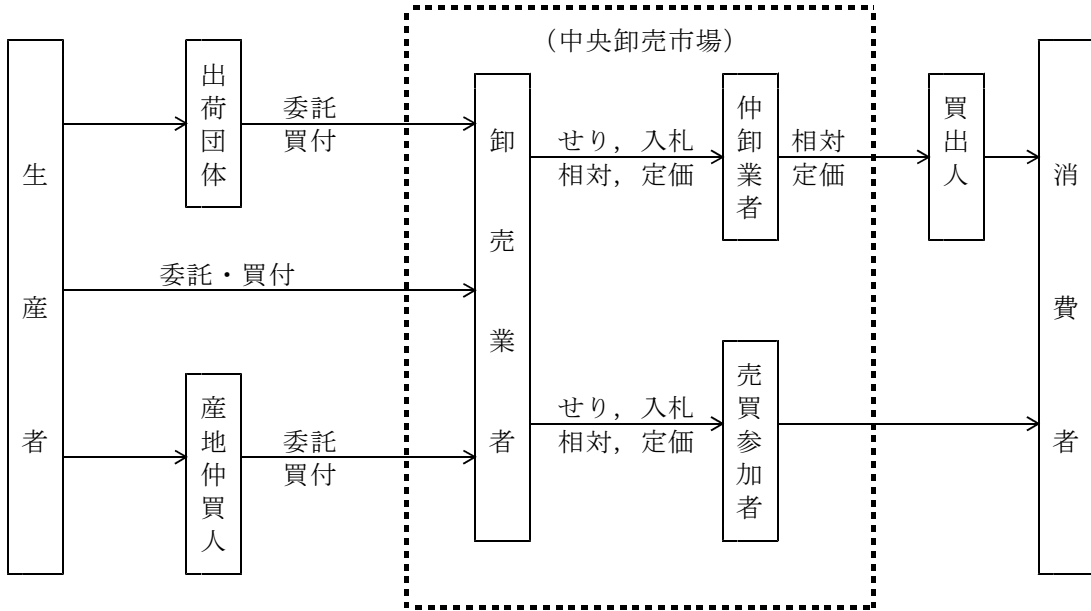 （中央卸売市場）
生産者
出荷団体
委託
買付
委託・買付
産地仲買人
委託
買付
卸売業者
せり，入札
相対，定価
仲卸業者
相対
定価
買出人
せり，入札
相対，定価
売買参加者
消費者